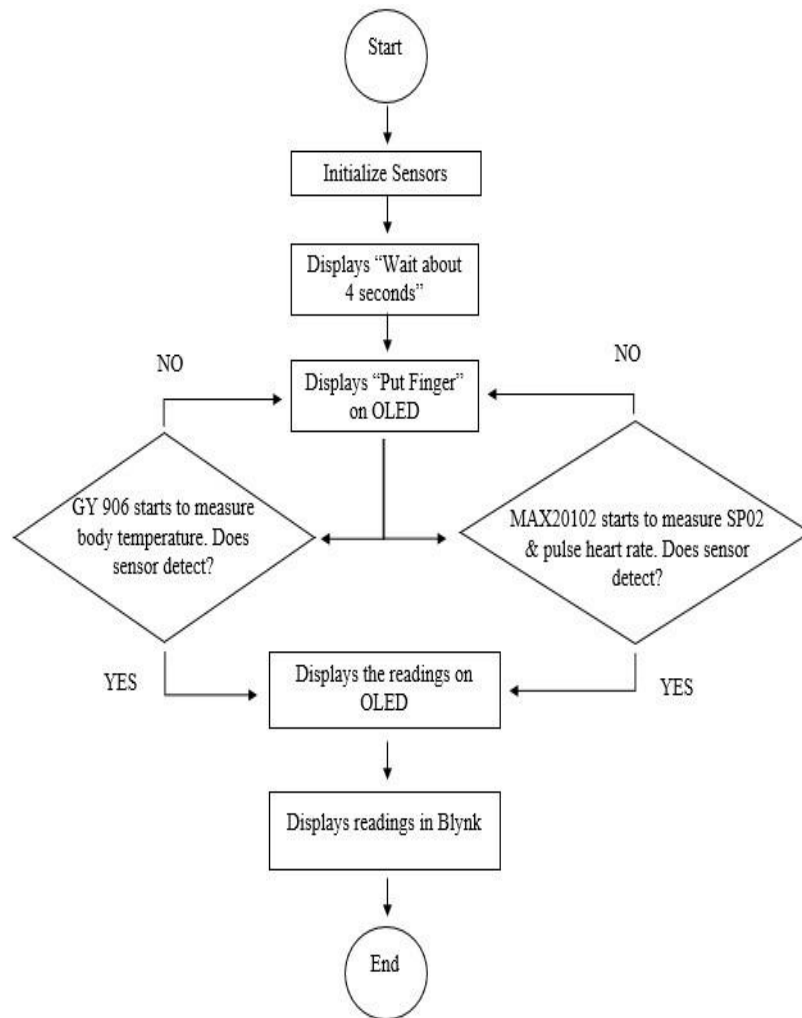 Start
Initialize Sensors
Displays “Wait about
4 seconds”
NO
NO
Displays “Put Finger”
on OLED
GY 906 starts to measure
body temperature. Does
sensor detect?
MAX20102 starts to measure SP02
& pulse heart rate. Does sensor
detect?
YES
Displays the readings on
OLED
YES
Displays readings in Blynk
End